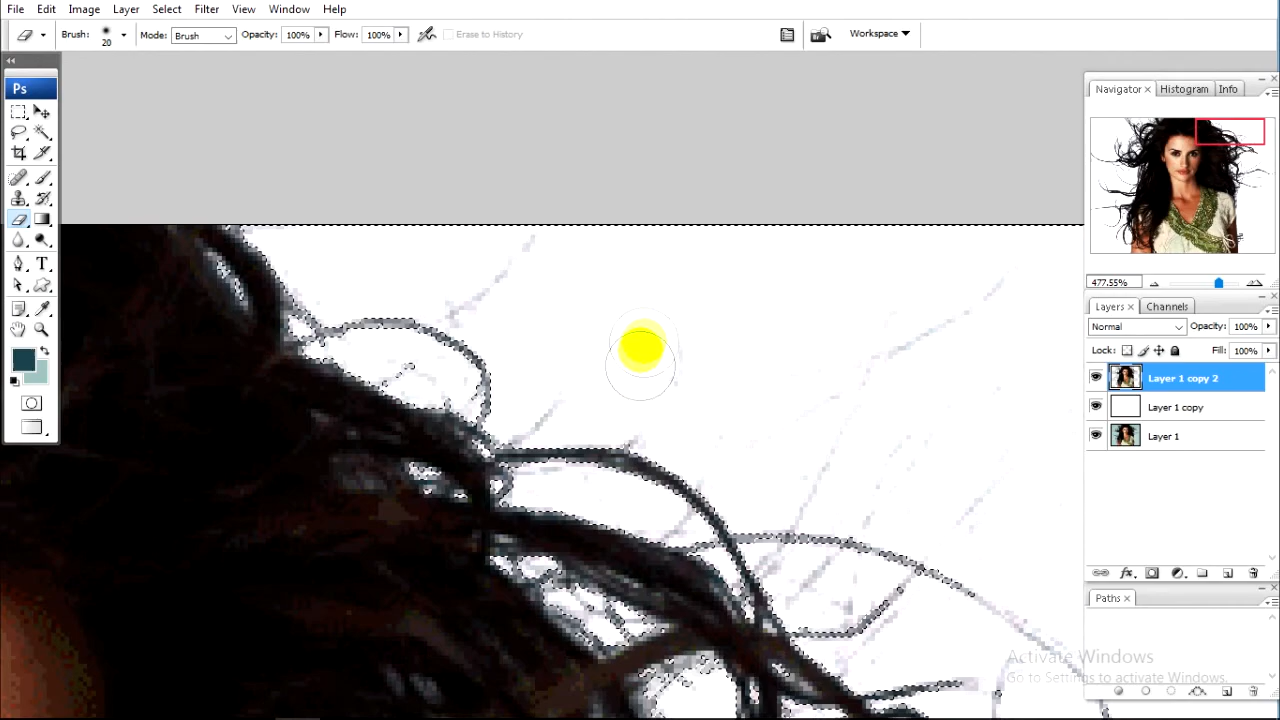 File Edit Image Layer Select Filter View Window Help
Brush: 20 Mode: Brush Opacity: 100% Flow: 100% Erase to History Workspace
Ps
Navigator × Histogram Info
477.55%
Layers × Channels
Normal Opacity: 100%
Lock: Fill: 100%
Layer 1 copy 2
Layer 1 copy
Layer 1
Paths ×
Activate Windows
Go to Settings to activate Windows.